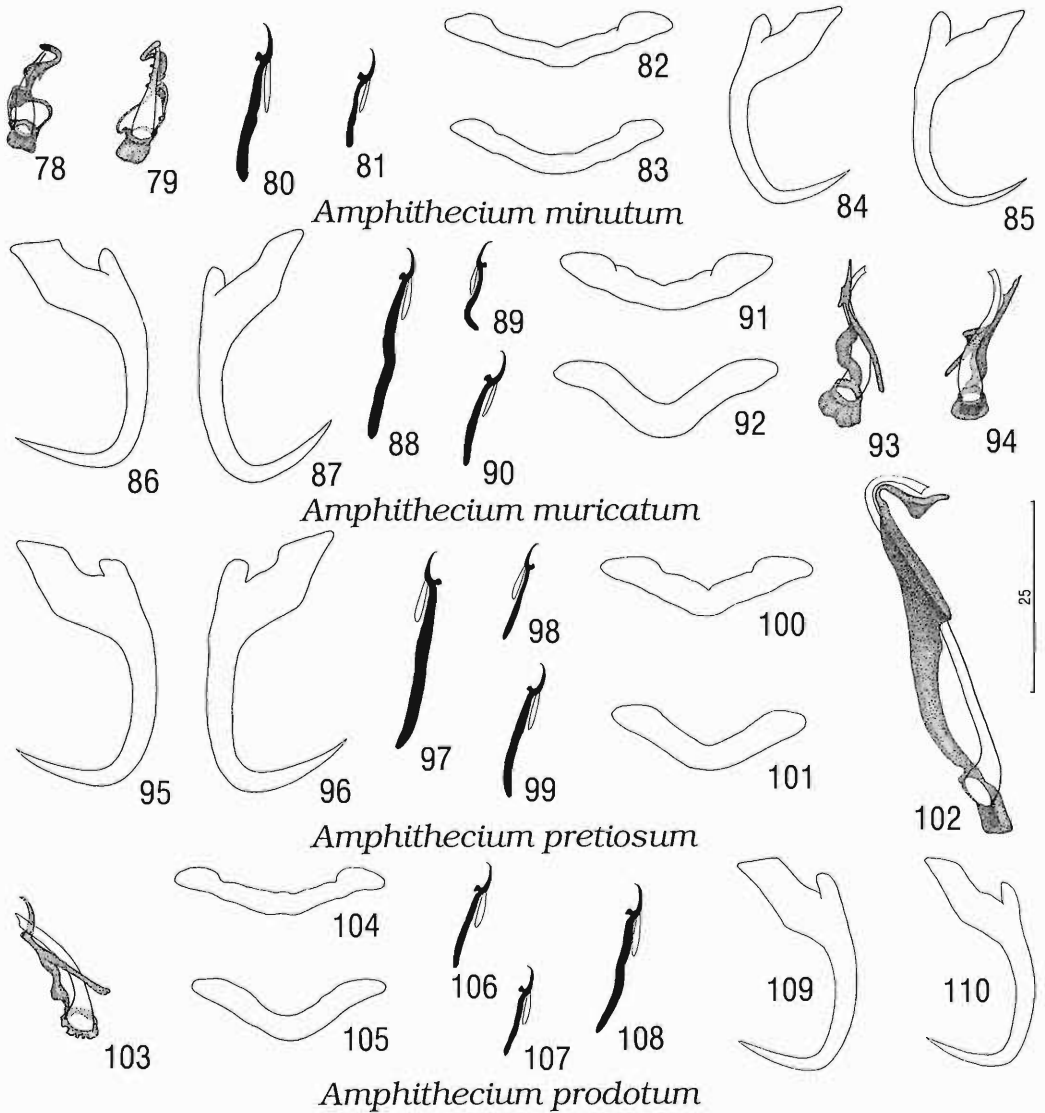 78 79 80 81 82 84 85
83
Amphithecium minutum
86 87 88 89 90 91 93 94
92
Amphithecium muricatum
95 96 97 98 99 100 102 25
101
Amphithecium pretiosum
103 104 106 108 109 110
105 107
Amphithecium prodotum